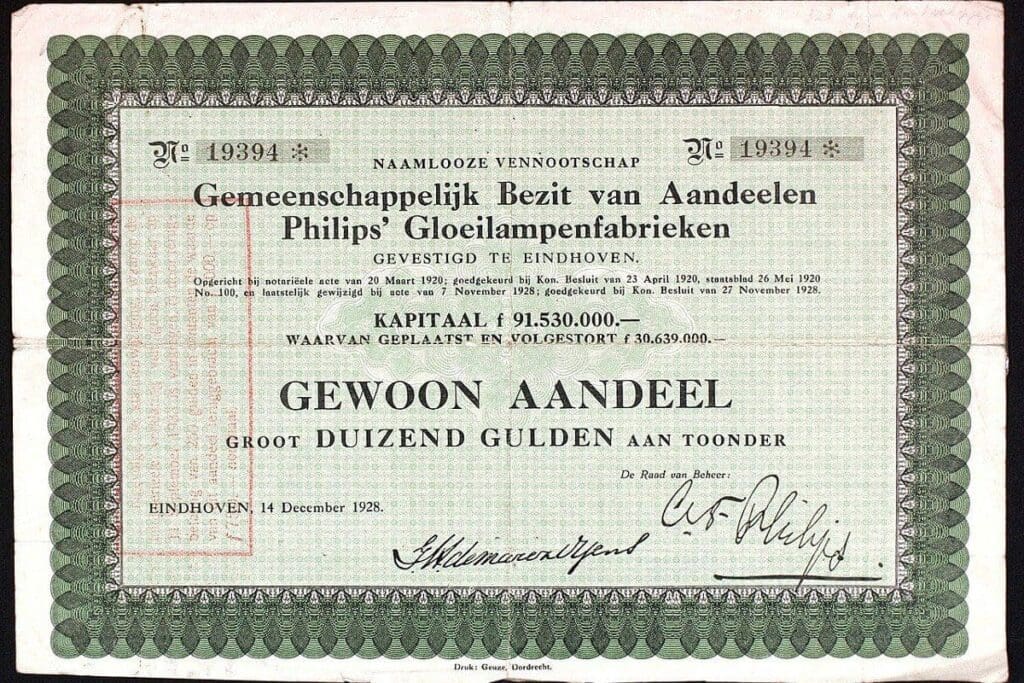 Nº 19394 *
Nº 19394 *
NAAMLOOZE VENNOOTSCHAP
Gemeenschappelijk Bezit van Aandeelen
Philips' Gloeilampenfabrieken
GEVESTIGD TE EINDHOVEN.
Opgericht bij notariëele acte van 20 Maart 1920; goedgekeurd bij Kon. Besluit van 23 April 1920, staatsblad 26 Mei 1920
No. 100, en laatstelijk gewijzigd bij acte van 7 November 1928; goedgekeurd bij Kon. Besluit van 27 November 1928.
KAPITAAL f 91.530.000.—
WAARVAN GEPLAATST EN VOLGESTORT f 30.639.000.—
GEWOON AANDEEL
GROOT DUIZEND GULDEN AAN TOONDER
De Raad van Beheer:
EINDHOVEN, 14 December 1928.
Philips
Druk: Geuze, Dordrecht.